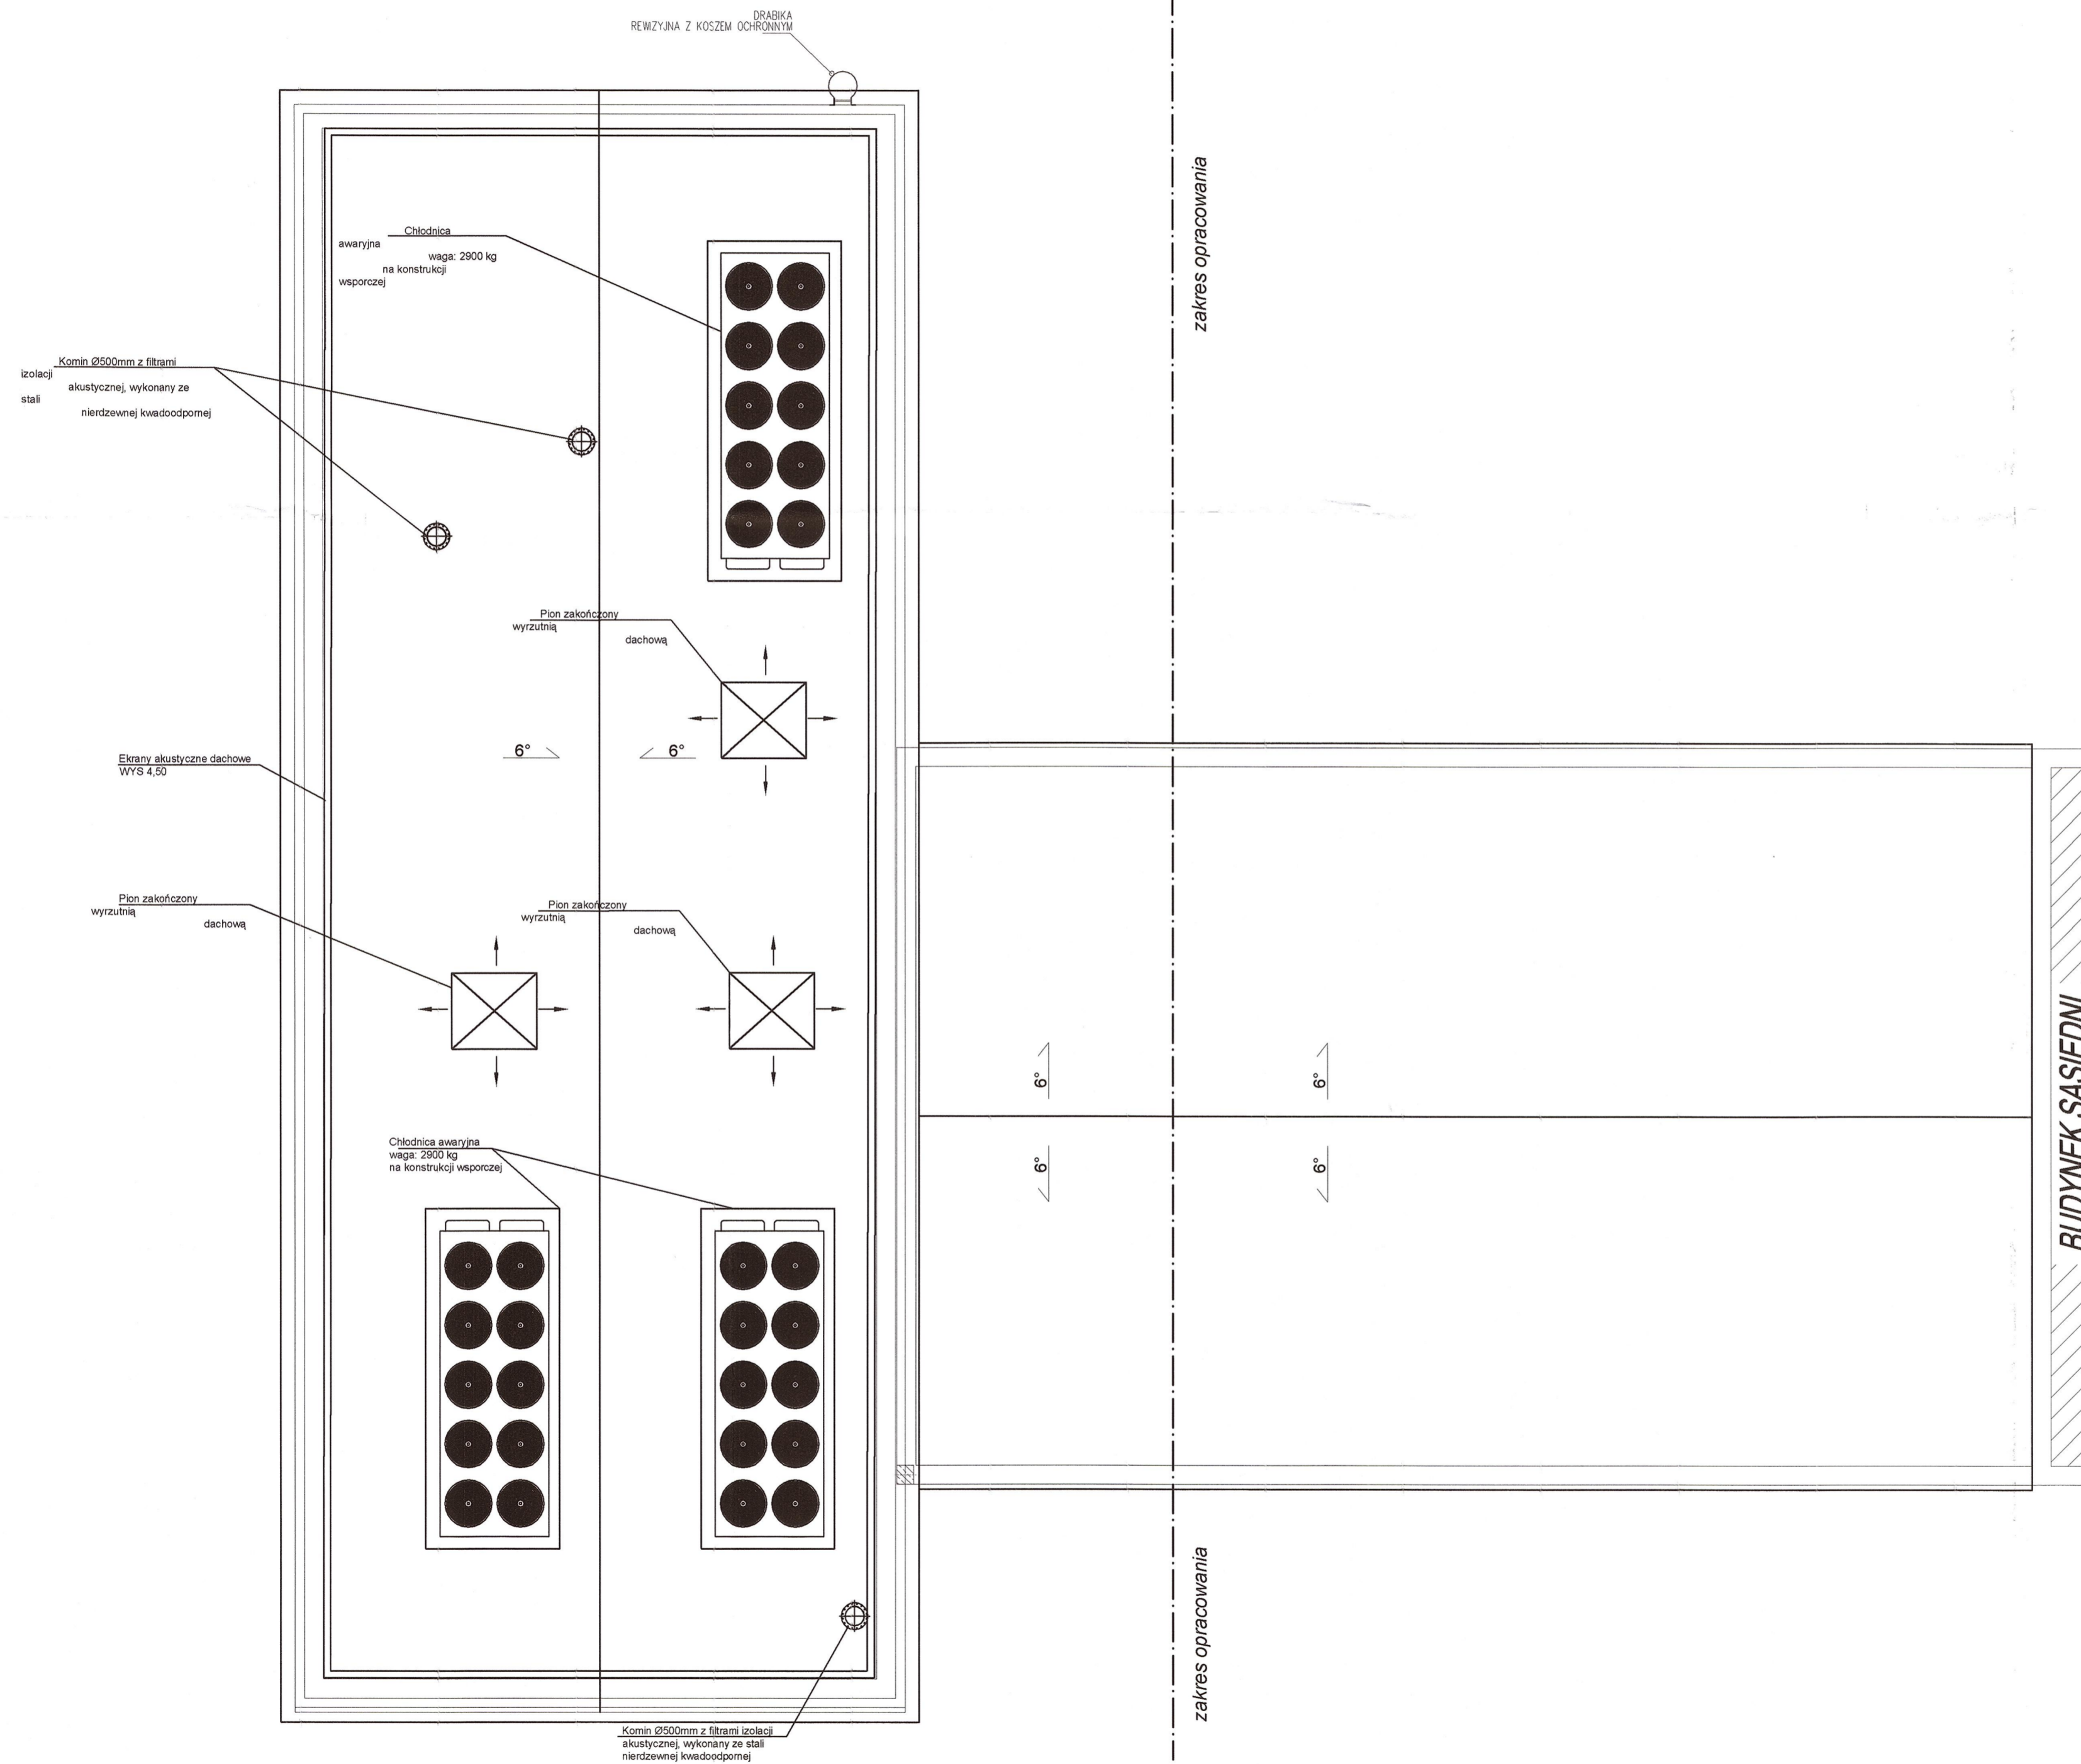 DRABIKA
REWIZYJNA Z KOSZEM OCHRONNYM
zakres opracowania
Chłodnica
awaryjna
waga: 2900 kg
na konstrukcji
wsporczej
Komin Ø500mm z filtrami
izolacji
akustycznej, wykonany ze
stali
nierdzewnej kwadoodpornej
Pion zakończony
wyrzutnią
dachową
6°
6°
Ekrany akustyczne dachowe
WYS 4,50
Pion zakończony
wyrzutnią
dachową
Pion zakończony
wyrzutnią
dachową
6°
6°
6°
6°
BUDYNEK SĄSIEDNI
Chłodnica awaryjna
waga: 2900 kg
na konstrukcji wsporczej
zakres opracowania
Komin Ø500mm z filtrami izolacji
akustycznej, wykonany ze stali
nierdzewnej kwadoodpornej